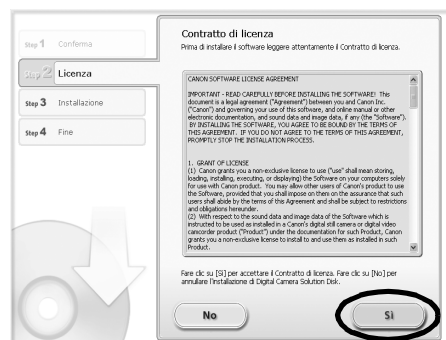 Step 1 Conferma
Step 2 Licenza
Step 3 Installazione
Step 4 Fine
Contratto di licenza
Prima di installare il software leggere attentamente il Contratto di licenza.
CANON SOFTWARE LICENSE AGREEMENT
IMPORTANT - READ CAREFULLY BEFORE INSTALLING THE SOFTWARE! This
document is a legal agreement ("Agreement") between you and Canon Inc.
("Canon") and governing your use of this software, and online manual or other
electronic documentation, and sound data and image data, if any (the "Software").
BY INSTALLING THE SOFTWARE, YOU AGREE TO BE BOUND BY THE TERMS OF
THIS AGREEMENT. IF YOU DO NOT AGREE TO THE TERMS OF THIS AGREEMENT,
PROMPTLY STOP THE INSTALLATION PROCESS.
1. GRANT OF LICENSE
(1) Canon grants you a non-exclusive license to use ("use" shall mean storing,
loading, installing, executing, or displaying) the Software on your computers solely
for use with Canon product. You may allow other users of Canon's product to use
the Software, provided that you shall impose on them on the assurance that such
users shall abide by the terms of this Agreement and shall be subject to restrictions
and obligations hereunder.
(2) With respect to the sound data and image data of the Software which is
instructed to be used as installed in a Canon's digital still camera or digital video
camcorder product ("Product") under the documentation for such Product, Canon
grants you a non-exclusive license to install and to use them as installed in such
Product.
Fare clic su [Sì] per accettare il Contratto di licenza. Fare clic su [No] per
annullare l'installazione di Digital Camera Solution Disk.
No
Sì